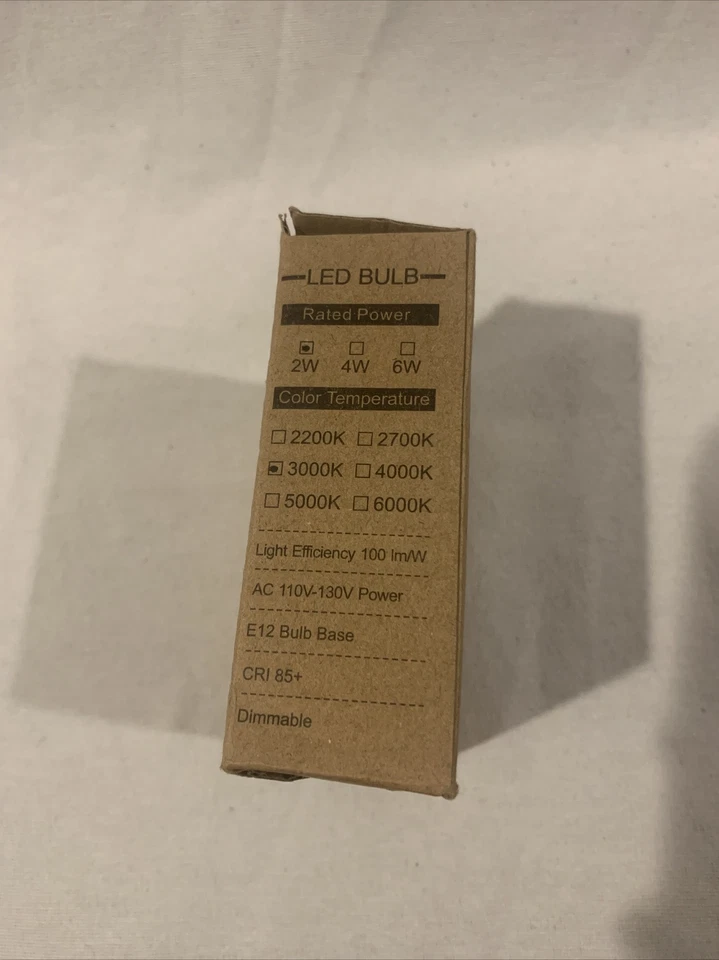 LED BULB
Rated Power
2W 4W 6W
Color Temperature
2200K 2700K
3000K 4000K
5000K 6000K
Light Efficiency 100 lm/W
AC 110V-130V Power
E12 Bulb Base
CRI 85+
Dimmable